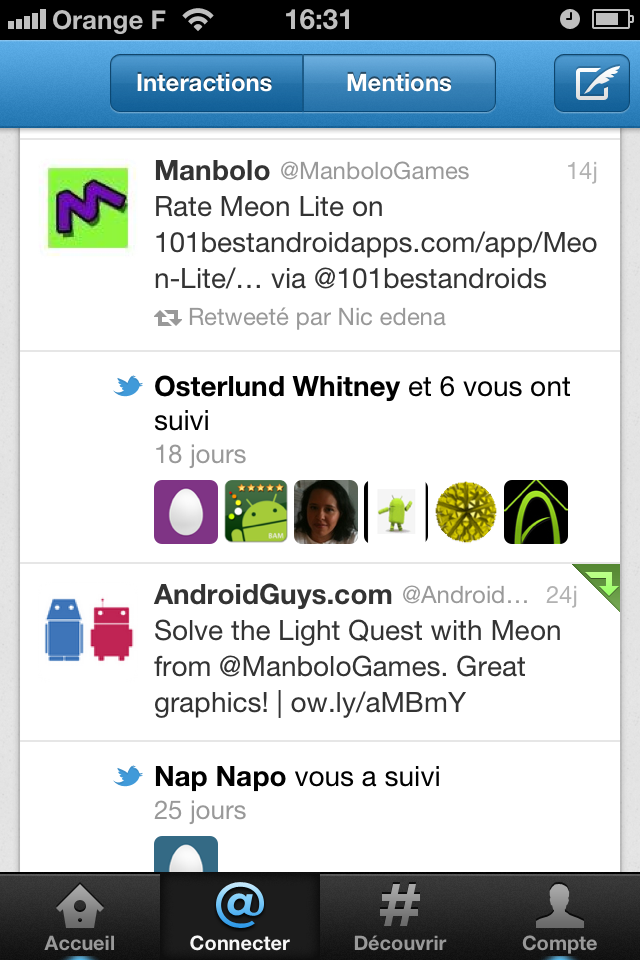 Orange F 16:31
Interactions Mentions
Manbolo @ManboloGames 14j
Rate Meon Lite on
101bestandroidapps.com/app/Meo
n-Lite/… via @101bestandroids
Retweeté par Nic edena
Osterlund Whitney et 6 vous ont
suivi
18 jours
BAM
AndroidGuys.com @Android... 24j
Solve the Light Quest with Meon
from @ManboloGames. Great
graphics! | ow.ly/aMBmY
Nap Napo vous a suivi
25 jours
Accueil Connecter Découvrir Compte